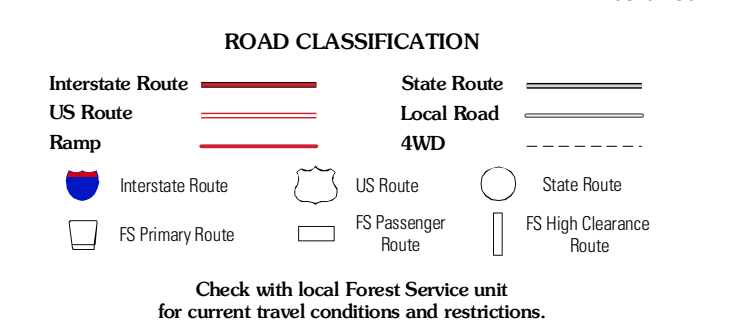 ROAD CLASSIFICATION
Interstate Route
State Route
US Route
Local Road
Ramp
4WD
Interstate Route
US Route
State Route
FS Primary Route
FS Passenger
Route
FS High Clearance
Route
Check with local Forest Service unit
for current travel conditions and restrictions.